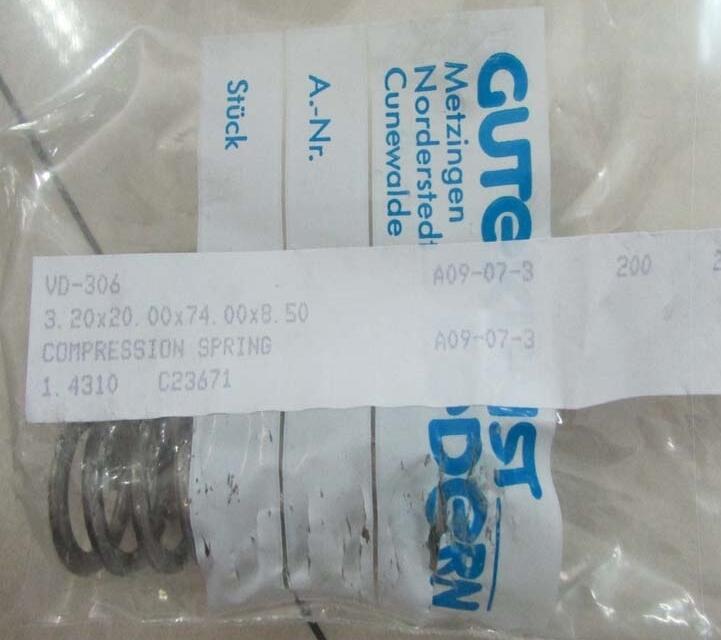 GUTE
IST
DERN
Metzingen
Norderstedt
Cunewalde
A.-Nr.
Stück
VD-306 A09-07-3 200
3.20x20.00x74.00x8.50
COMPRESSION SPRING A09-07-3
1.4310 C23671